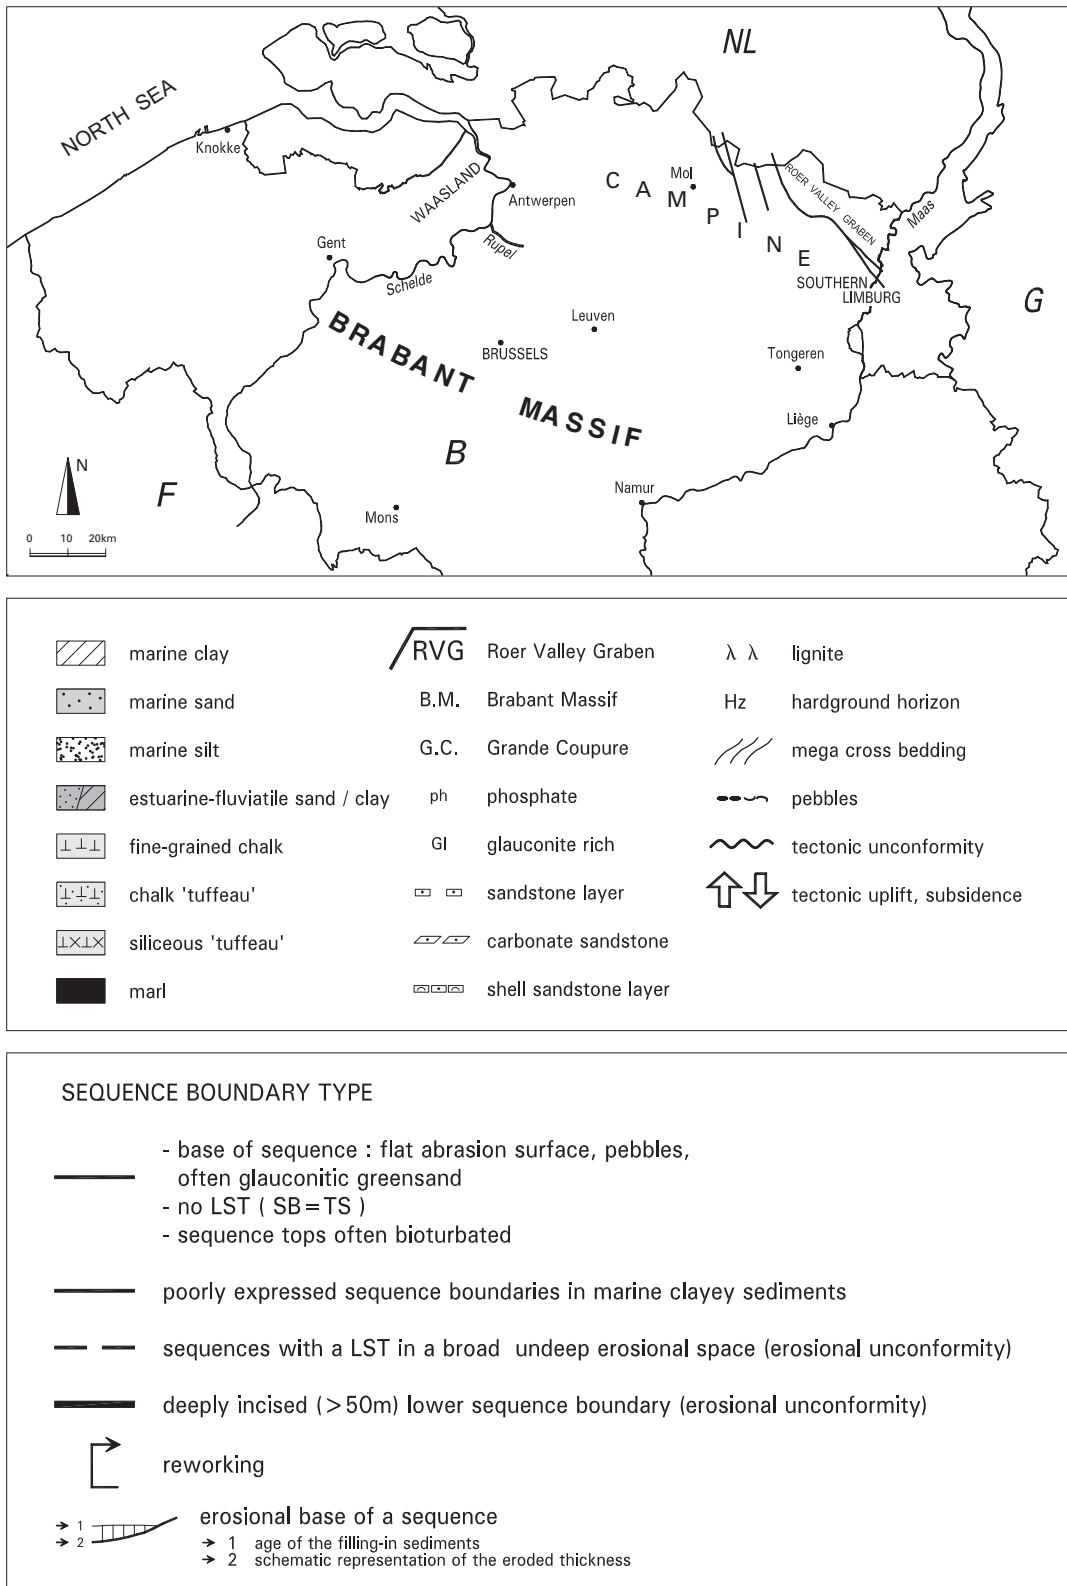 NL
NORTH SEA
Knokke
WAASLAND
Antwerpen
C A M P I N E
Mol
ROER VALLEY GRABEN
Maas
Gent
Schelde
Rupel
SOUTHERN
LIMBURG
G
BRABANT MASSIF
BRUSSELS
Leuven
Tongeren
Liège
B
F
N
Namur
Mons
0 10 20km
marine clay
marine sand
marine silt
estuarine-fluviatile sand / clay
fine-grained chalk
chalk 'tuffeau'
siliceous 'tuffeau'
marl
RVG Roer Valley Graben
B.M. Brabant Massif
G.C. Grande Coupure
ph phosphate
Gl glauconite rich
sandstone layer
carbonate sandstone
shell sandstone layer
λ λ lignite
Hz hardground horizon
mega cross bedding
pebbles
tectonic unconformity
tectonic uplift, subsidence
SEQUENCE BOUNDARY TYPE
- base of sequence : flat abrasion surface, pebbles,
often glauconitic greensand
- no LST ( SB = TS )
- sequence tops often bioturbated
poorly expressed sequence boundaries in marine clayey sediments
sequences with a LST in a broad undeep erosional space (erosional unconformity)
deeply incised (>50m) lower sequence boundary (erosional unconformity)
reworking
→ 1
→ 2
erosional base of a sequence
→ 1 age of the filling-in sediments
→ 2 schematic representation of the eroded thickness